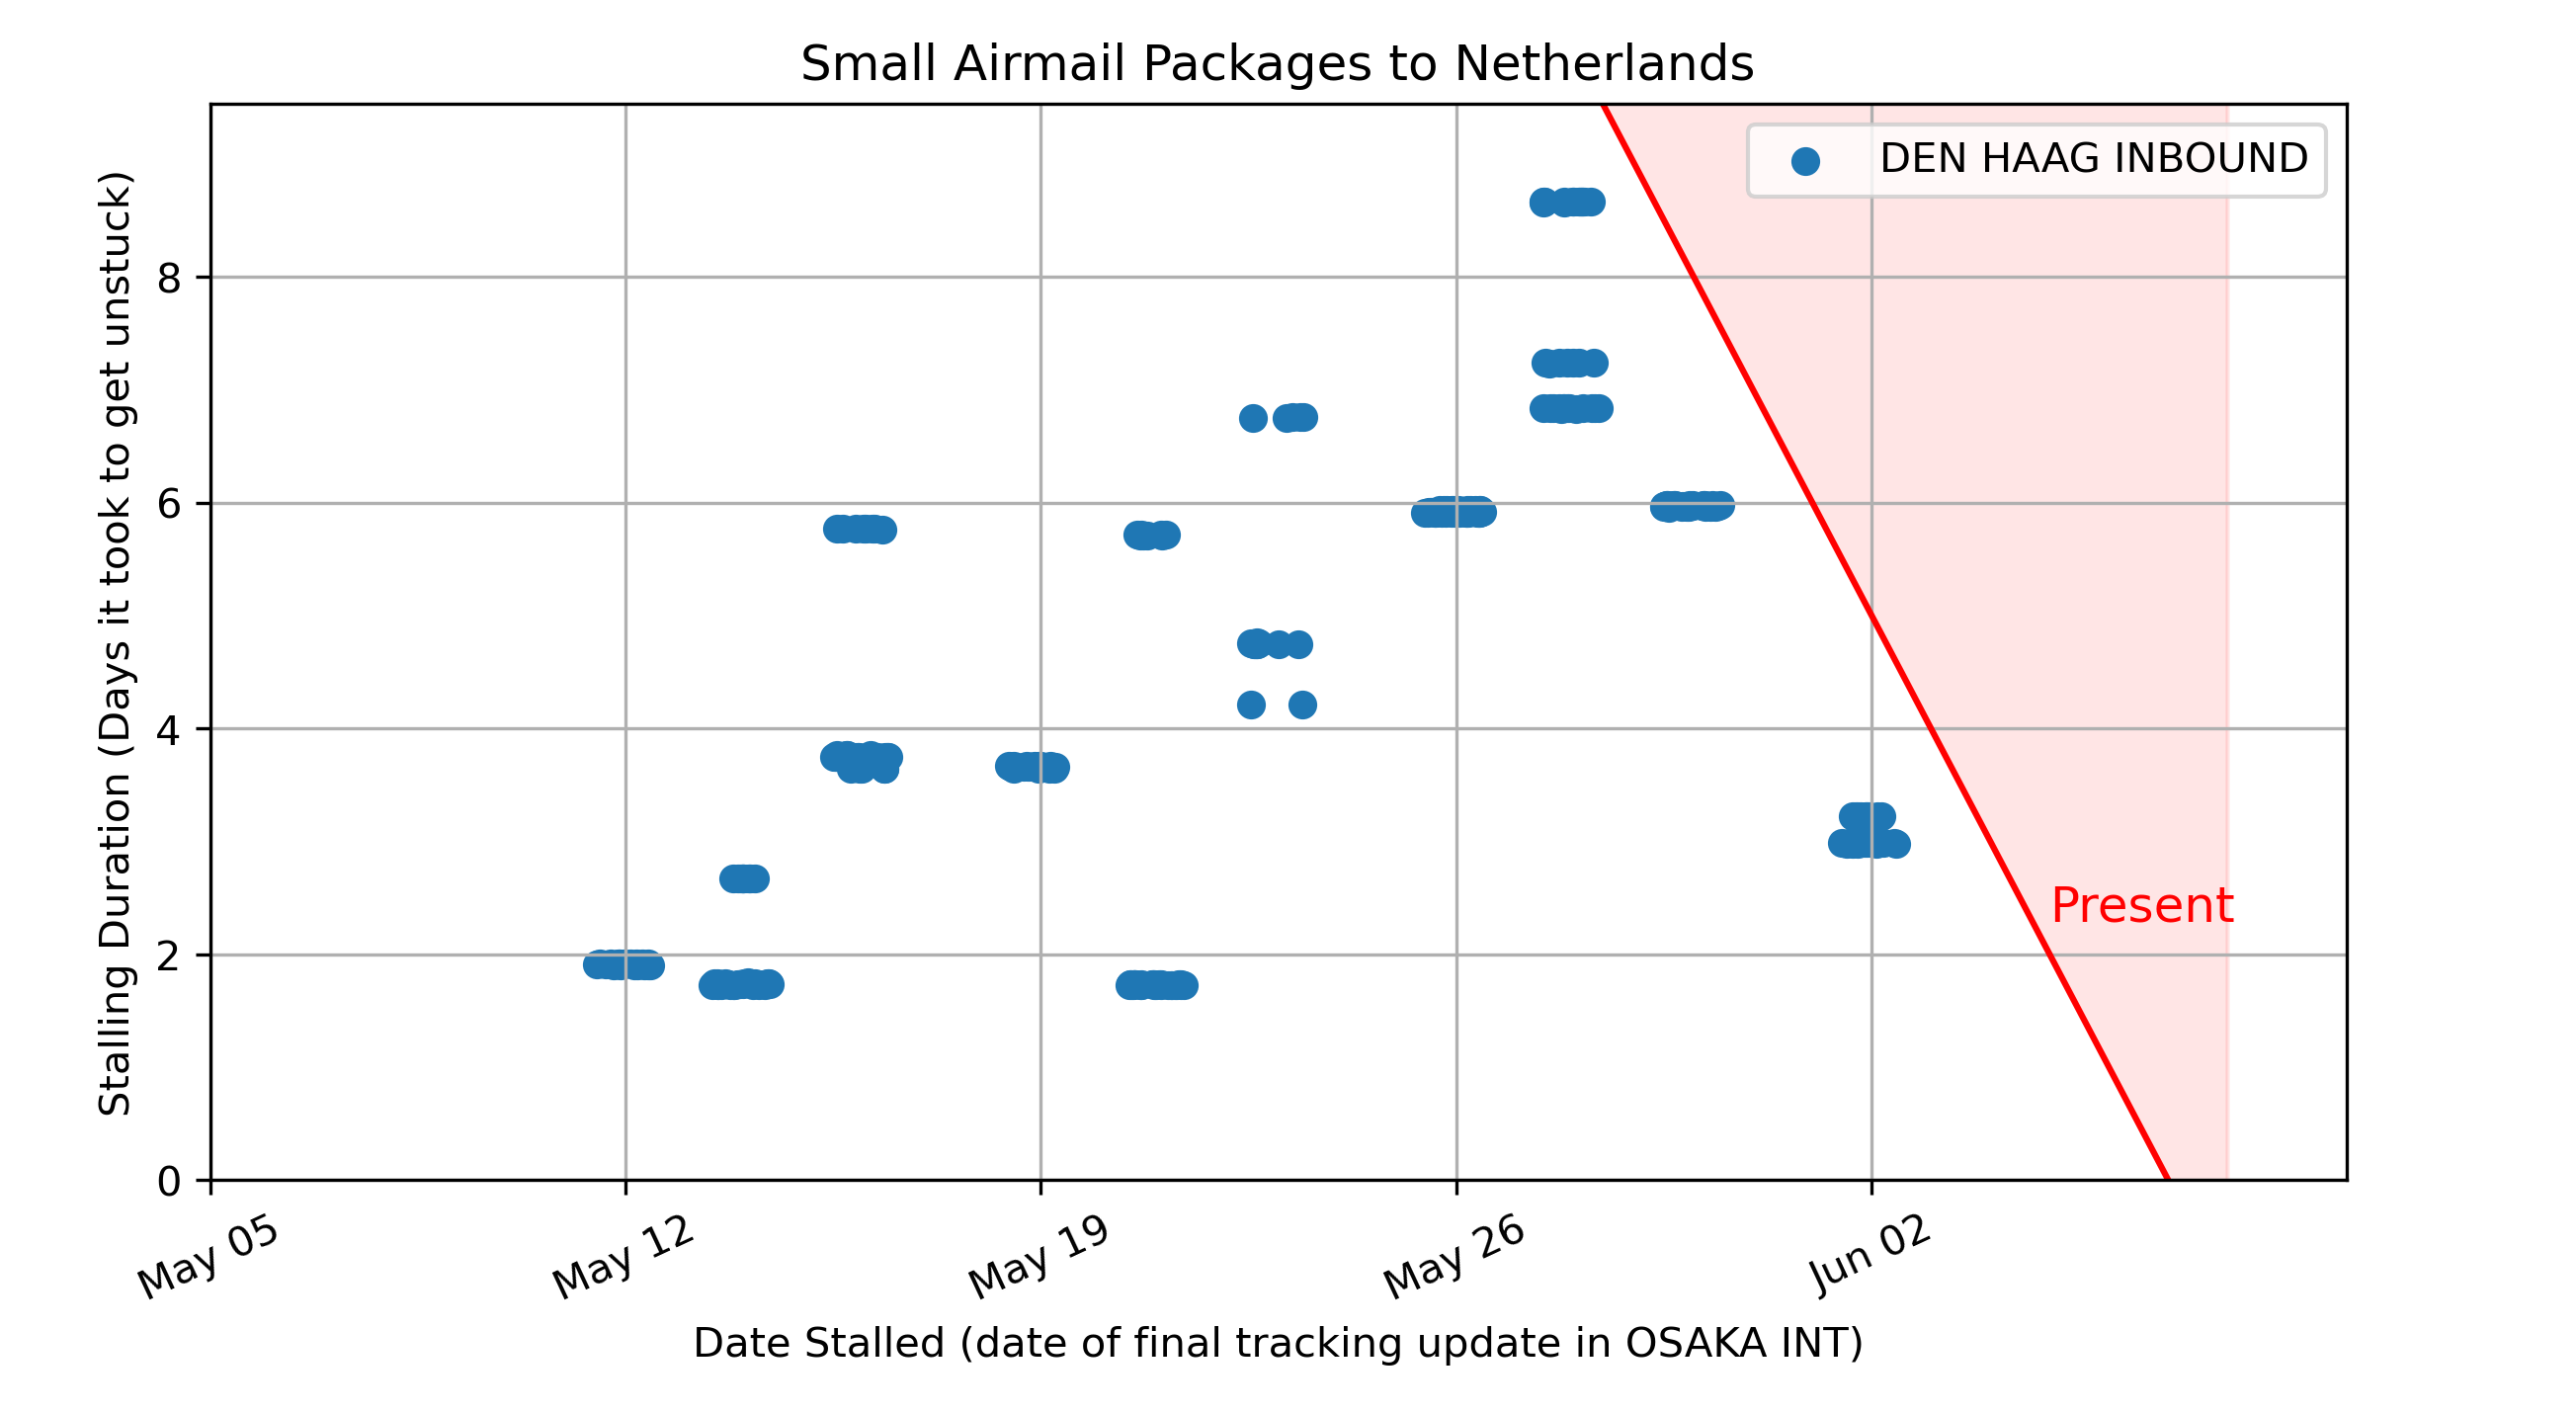 Small Airmail Packages to Netherlands
DEN HAAG INBOUND
Stalling Duration (Days it took to get unstuck)
8
6
4
2
0
Present
May 05
May 12
May 19
May 26
Jun 02
Date Stalled (date of final tracking update in OSAKA INT)